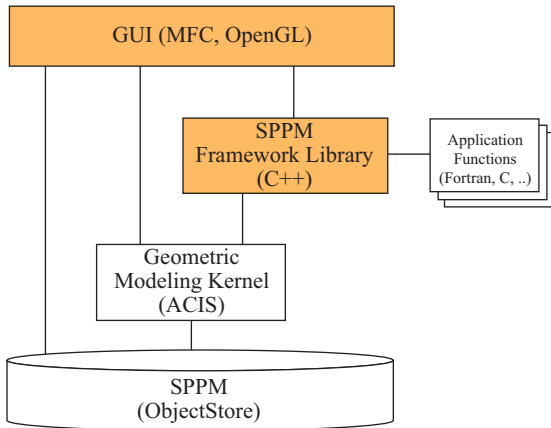 GUI (MFC, OpenGL)
SPPM
Framework Library
(C++)
Application
Functions
(Fortran, C, ..)
Geometric
Modeling Kernel
(ACIS)
SPPM
(ObjectStore)